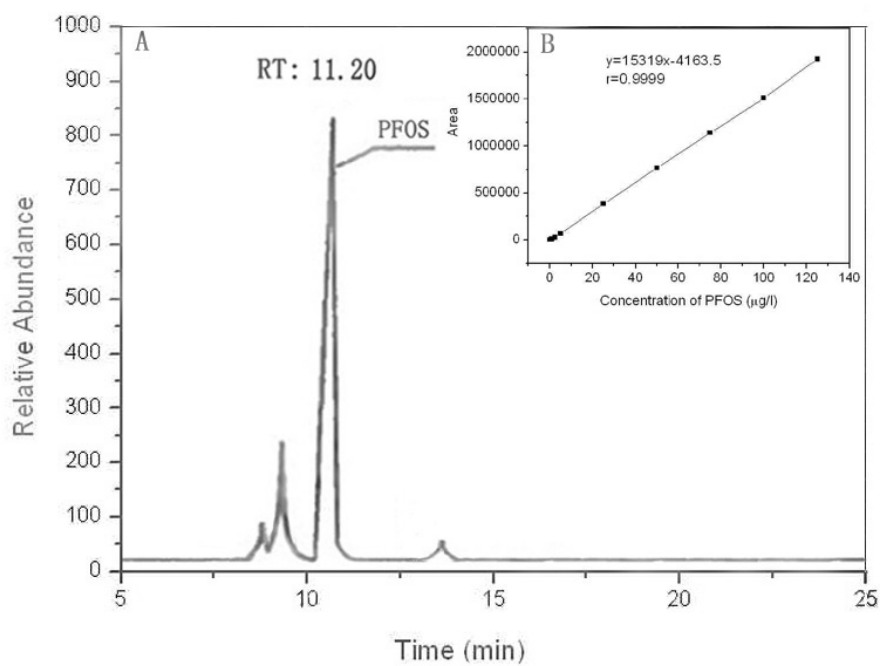 A
RT: 11.20
PFOS
Relative Abundance
1000
900
800
700
600
500
400
300
200
100
0
5
10
15
20
25
Time (min)
B
y=15319x-4163.5
r=0.9999
Area
2000000
1500000
1000000
500000
0
0
20
40
60
80
100
120
140
Concentration of PFOS (μg/l)